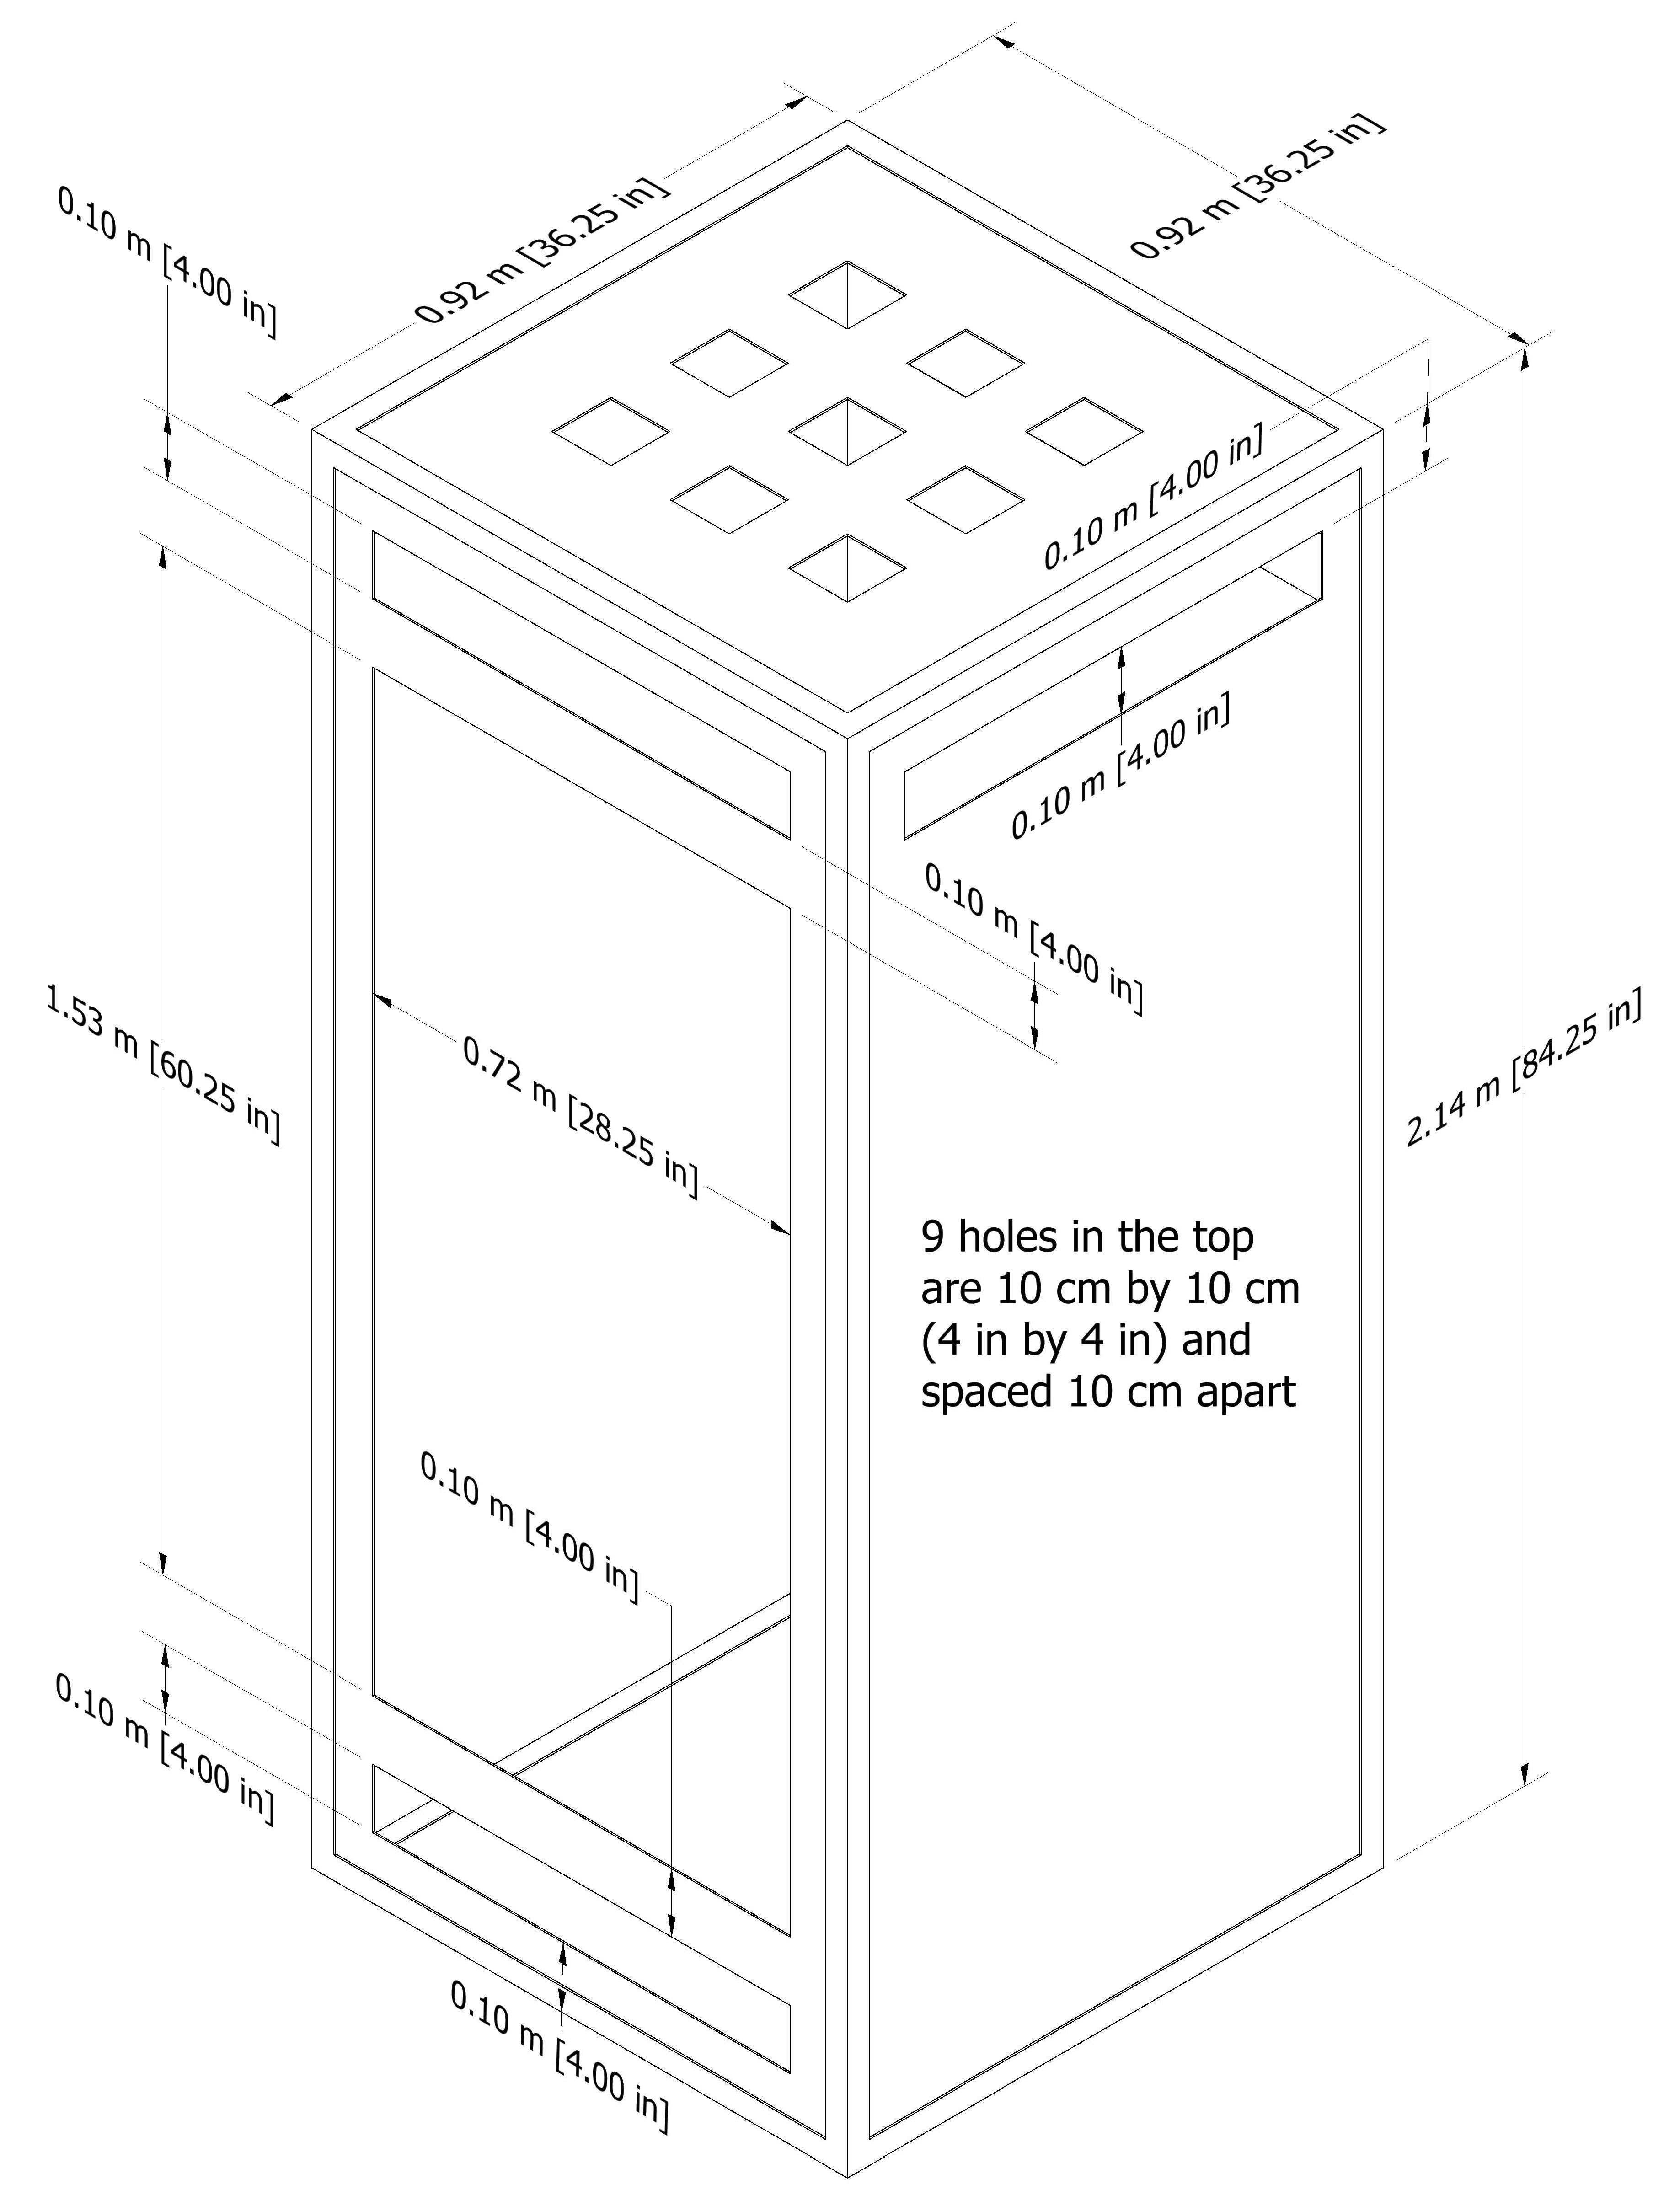 0.92 m [36.25 in]
0.92 m [36.25 in]
0.10 m [4.00 in]
0.10 m [4.00 in]
0.10 m [4.00 in]
0.10 m [4.00 in]
1.53 m [60.25 in]
0.72 m [28.25 in]
2.14 m [84.25 in]
9 holes in the top
are 10 cm by 10 cm
(4 in by 4 in) and
spaced 10 cm apart
0.10 m [4.00 in]
0.10 m [4.00 in]
0.10 m [4.00 in]